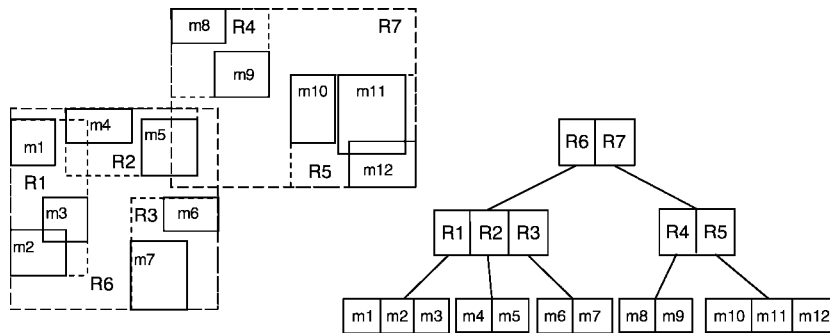 m8 R4 R7
m9
m10 m11
m4
m1 m5
R2
R5 m12
R1
m3 R3 m6
m2
m7
R6
R6 R7
R1 R2 R3
R4 R5
m1 m2 m3
m4 m5
m6 m7
m8 m9
m10 m11 m12